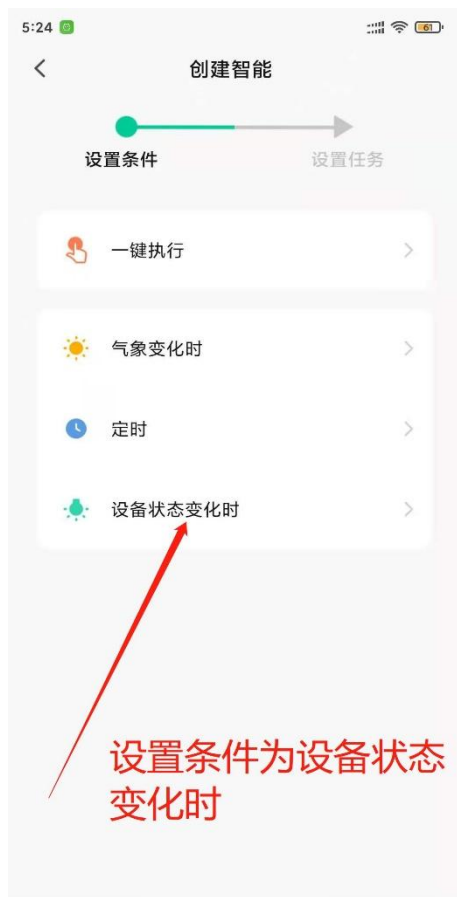 5:24
61
创建智能
设置条件
设置任务
一键执行
气象变化时
定时
设备状态变化时
设置条件为设备状态
变化时